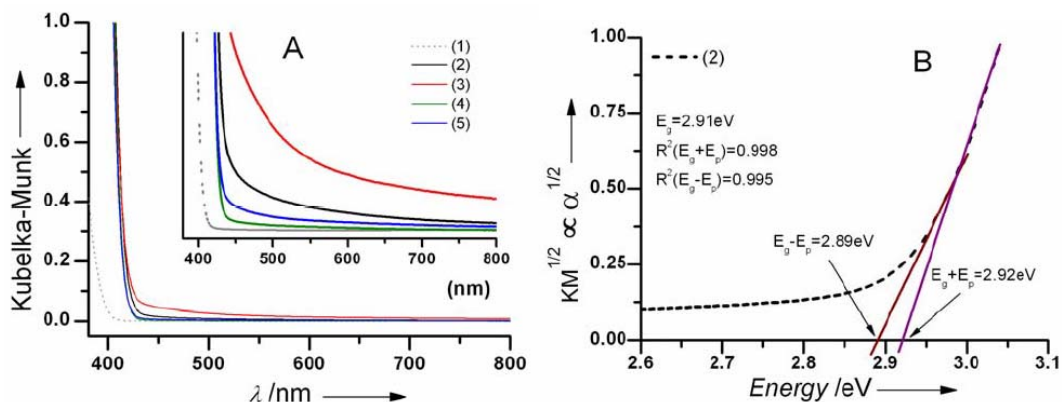 A
(1)
(2)
(3)
(4)
(5)
Kubelka-Munk
1.0
0.8
0.6
0.4
0.2
0.0
400 500 600 700 800
(nm)
400 500 600 700 800
λ /nm
B
(2)
E_g=2.91eV
R²(E_g+E_p)=0.998
R²(E_g-E_p)=0.995
E_g-E_p=2.89eV
E_g+E_p=2.92eV
KM^1/2 ∝ α^1/2
1.00
0.75
0.50
0.25
0.00
2.6 2.7 2.8 2.9 3.0 3.1
Energy /eV